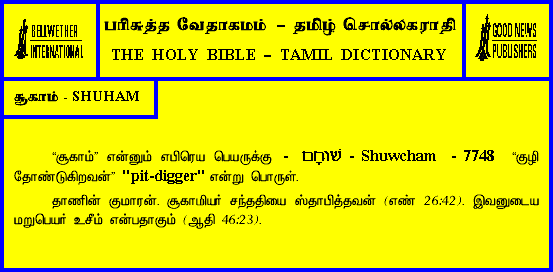 BELLWETHER
INTERNATIONAL
பரிசுத்த வேதாகமம் – தமிழ் சொல்லகராதி
THE HOLY BIBLE – TAMIL DICTIONARY
GOOD NEWS
PUBLISHERS
சூகாம் - SHUHAM
“சூகாம்” என்னும் எபிரெய பெயருக்கு - שׁוּחָם - Shuwcham - 7748 “குழி
தோண்டுகிறவன்” "pit-digger" என்று பொருள்.
தாணின் குமாரன். சூகாமியர் சந்ததியை ஸ்தாபித்தவன் (எண் 26:42). இவனுடைய
மறுபெயர் உசீம் என்பதாகும் (ஆதி 46:23).